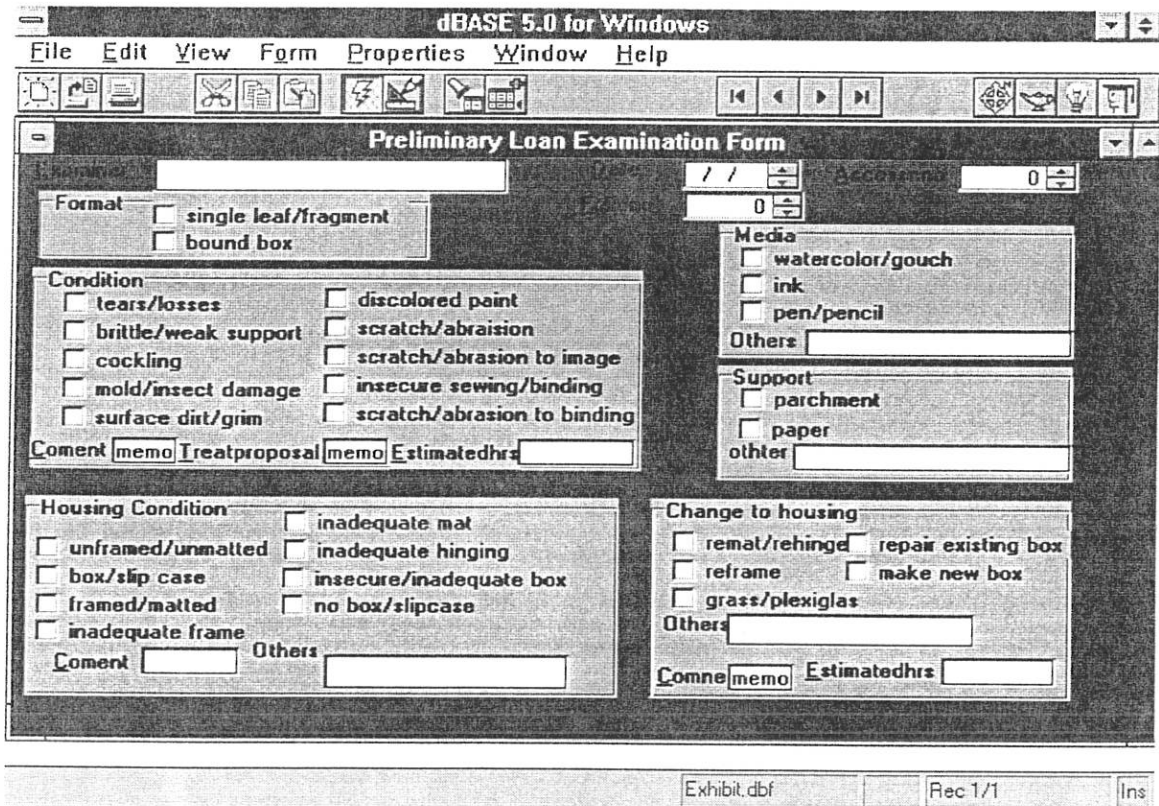 dBASE 5.0 for Windows
File Edit View Form Properties Window Help
Preliminary Loan Examination Form
Examiner Date / / Accessno 0
Format
single leaf/fragment
bound box
0
Media
watercolor/gouch
ink
pen/pencil
Others
Condition
tears/losses
brittle/weak support
cockling
mold/insect damage
surface dirt/grim
discolored paint
scratch/abraision
scratch/abrasion to image
insecure sewing/binding
scratch/abrasion to binding
Coment memo Treatproposal memo Estimatedhrs
Support
parchment
paper
othter
Housing Condition
unframed/unmatted
box/slip case
framed/matted
inadequate frame
inadequate mat
inadequate hinging
insecure/inadequate box
no box/slipcase
Coment Others
Change to housing
remat/rehinge repair existing box
reframe make new box
grass/plexiglas
Others
Comne memo Estimatedhrs
Exhibit.dbf Rec 1/1 Ins